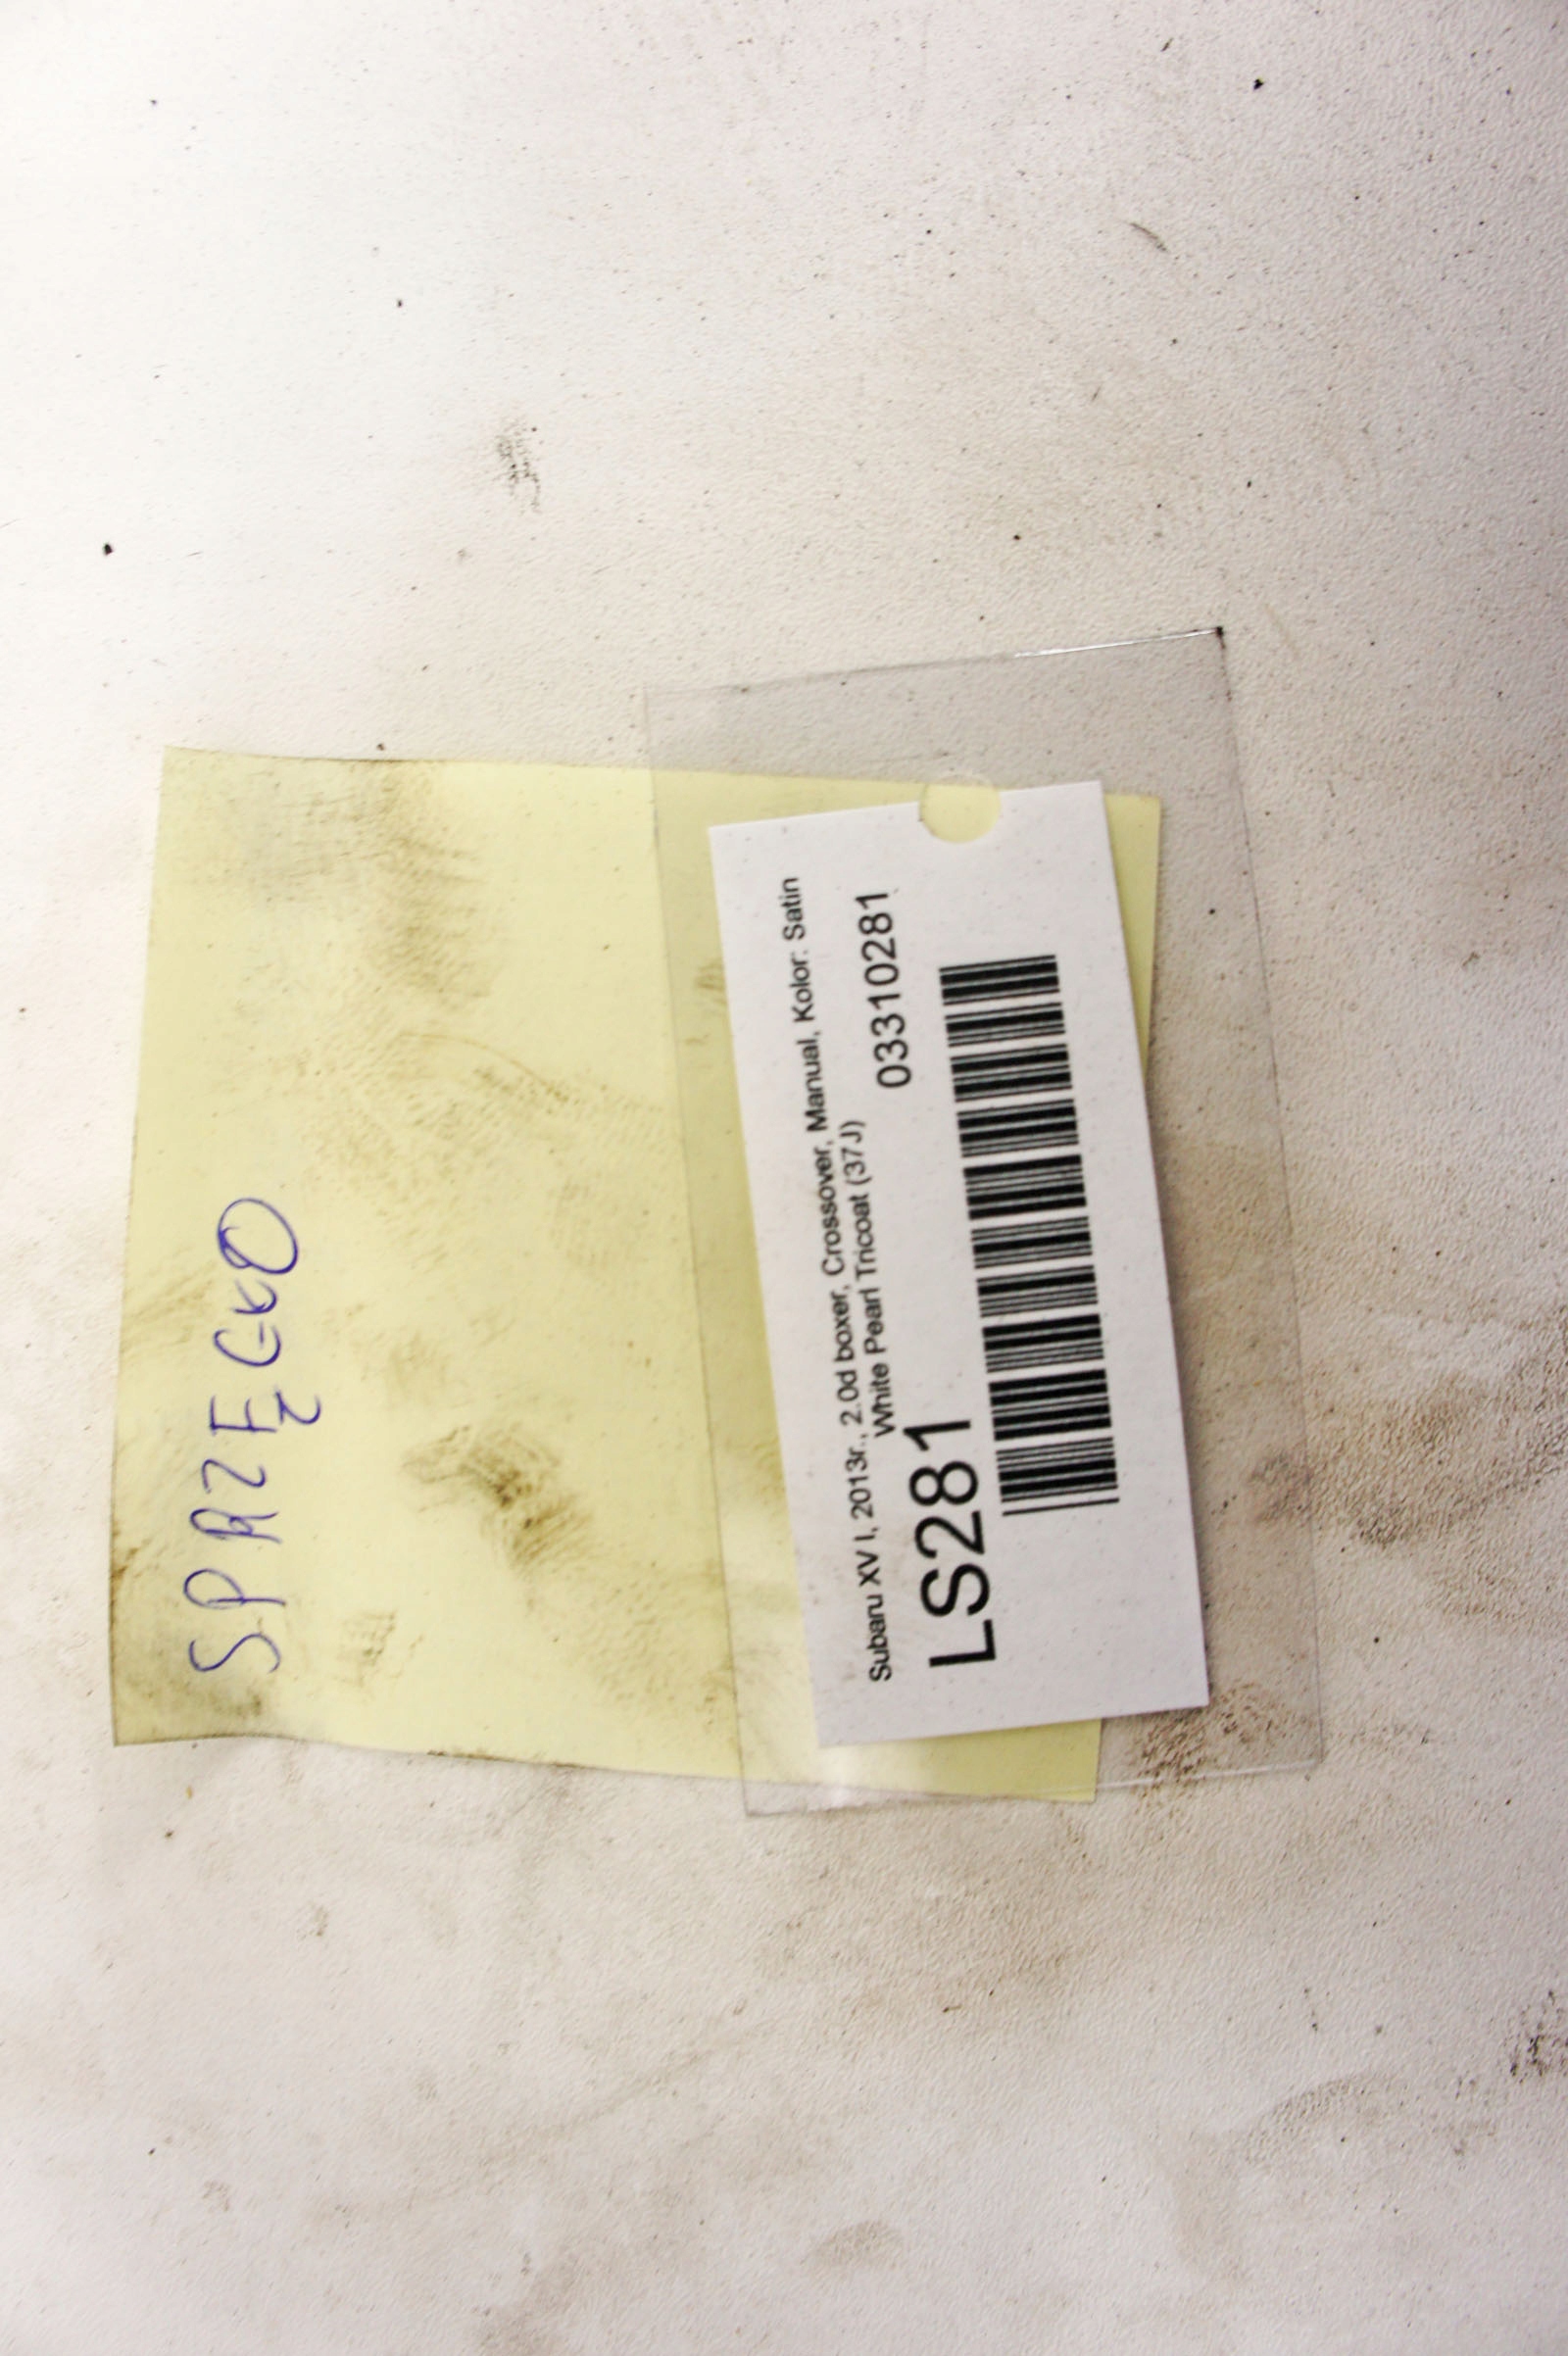 SPRZĘGŁO
Subaru XV I, 2013r., 2.0d boxer, Crossover, Manual, Kolor: Satin
White Pearl Tricoat (37J)
LS281
03310281